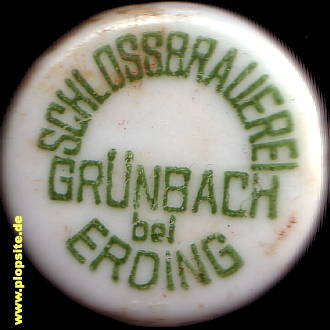 SCHLOSSBRAUEREI
GRÜNBACH
bei
ERDING
www.plopsite.de